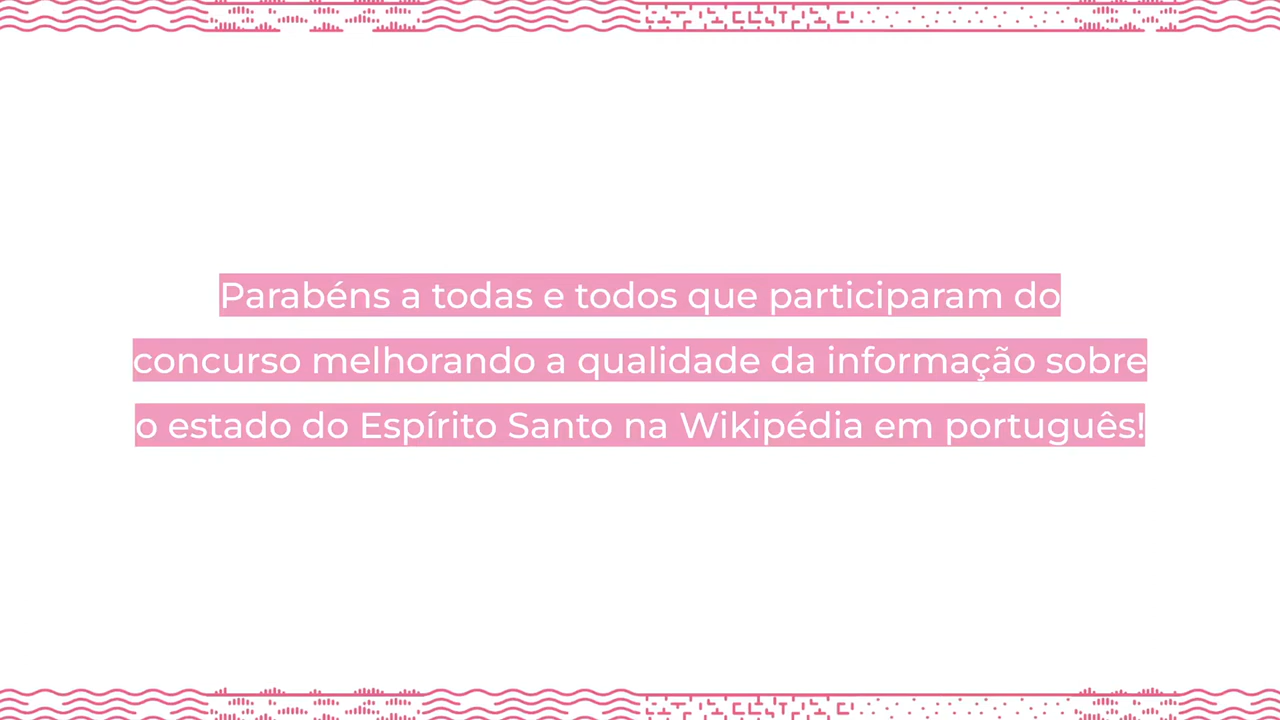 Parabéns a todas e todos que participaram do
concurso melhorando a qualidade da informação sobre
o estado do Espírito Santo na Wikipédia em português!